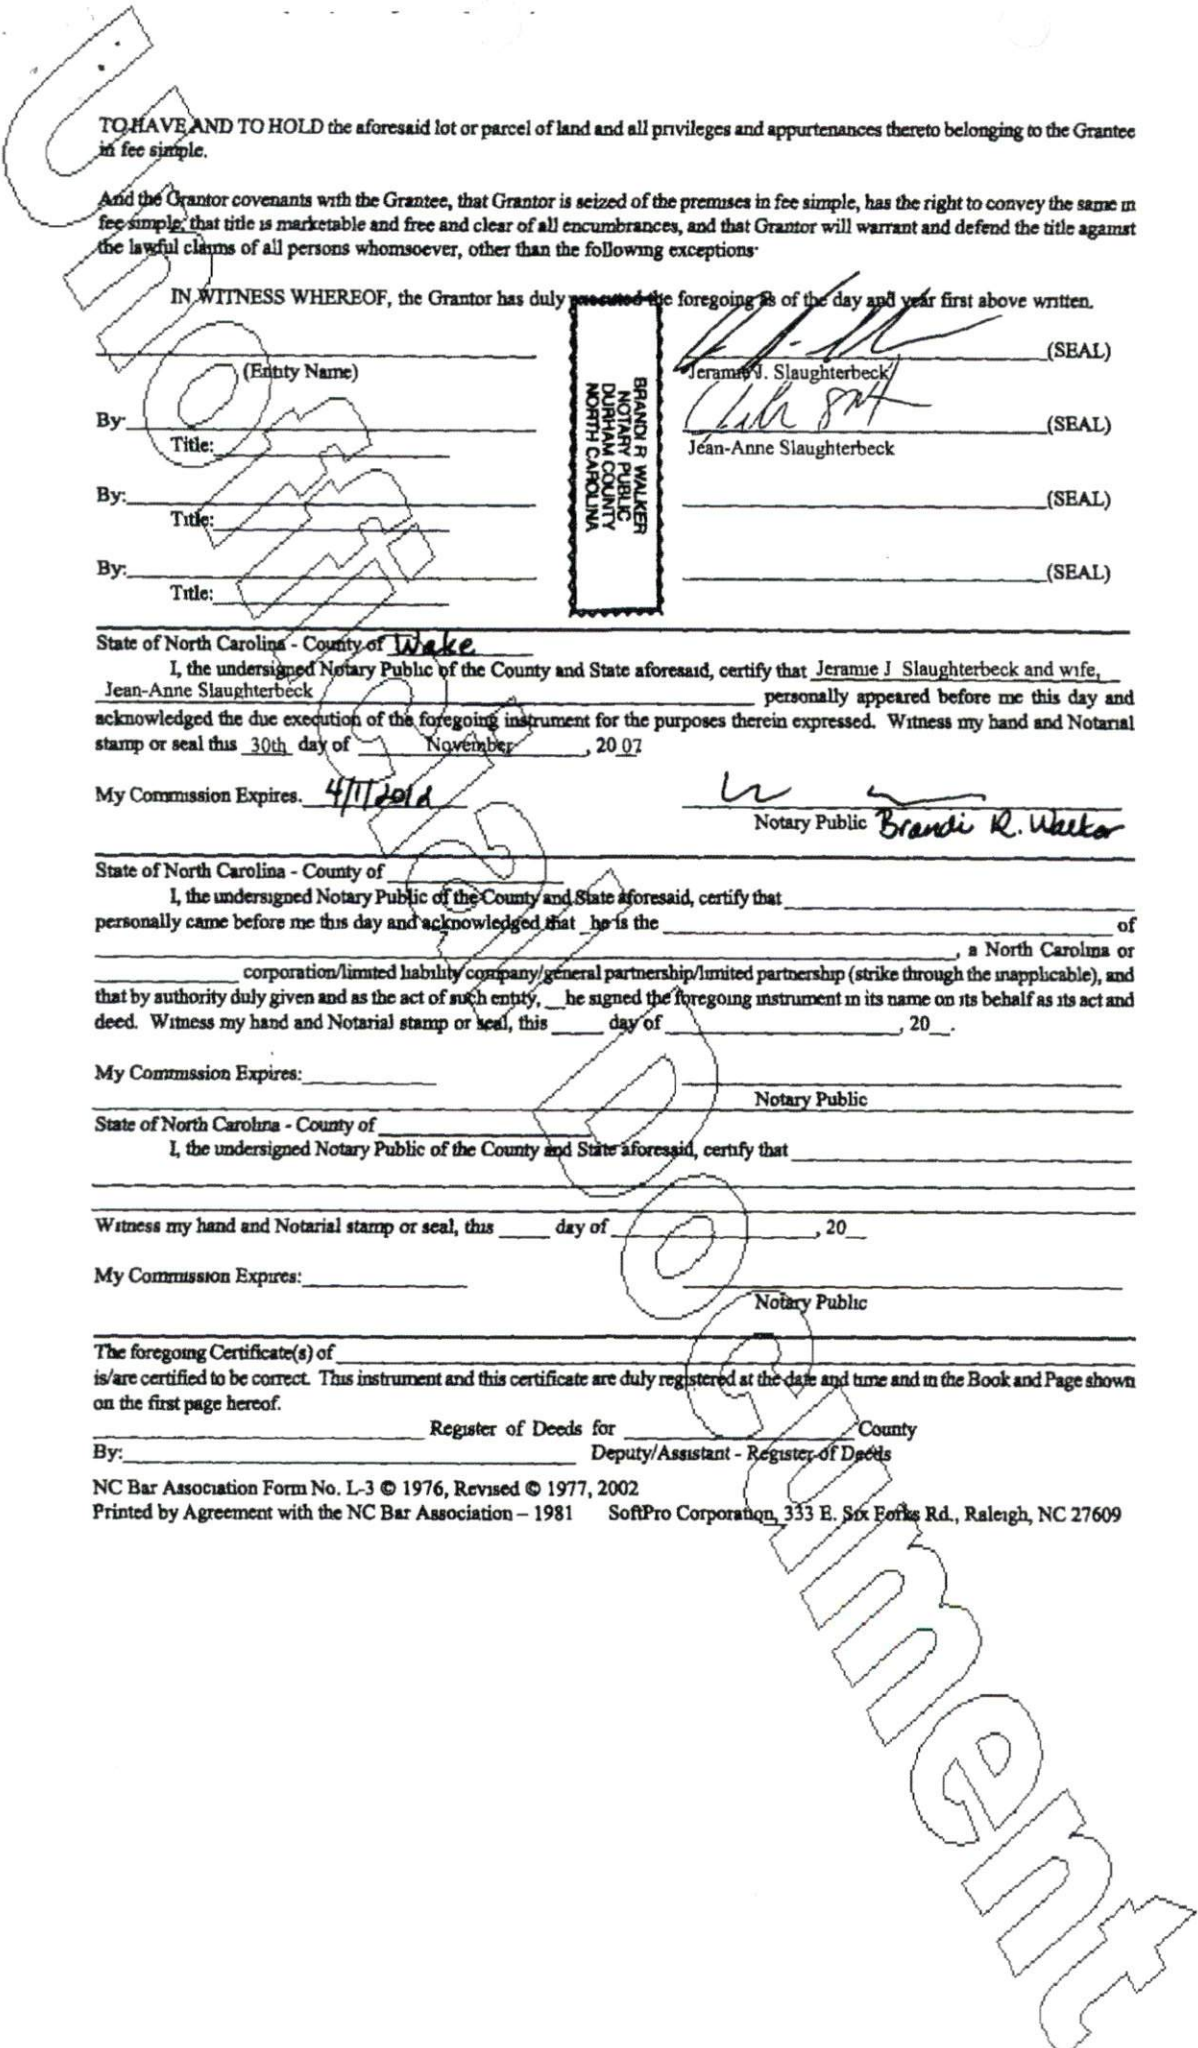 TO HAVE AND TO HOLD the aforesaid lot or parcel of land and all privileges and appurtenances thereto belonging to the Grantee
in fee simple.
And the Grantor covenants with the Grantee, that Grantor is seized of the premises in fee simple, has the right to convey the same in
fee simple, that title is marketable and free and clear of all encumbrances, and that Grantor will warrant and defend the title against
the lawful claims of all persons whomsoever, other than the following exceptions
IN WITNESS WHEREOF, the Grantor has duly executed the foregoing as of the day and year first above written.
(SEAL)
(Entity Name)
Jeramie J. Slaughterbeck
By:
(SEAL)
Title:
Jean-Anne Slaughterbeck
By:
(SEAL)
Title:
By:
(SEAL)
Title:
BRANDI R WALKER
NOTARY PUBLIC
DURHAM COUNTY
NORTH CAROLINA
State of North Carolina - County of Wake
I, the undersigned Notary Public of the County and State aforesaid, certify that Jeramie J Slaughterbeck and wife,
Jean-Anne Slaughterbeck personally appeared before me this day and
acknowledged the due execution of the foregoing instrument for the purposes therein expressed. Witness my hand and Notarial
stamp or seal this 30th day of November, 20 07
My Commission Expires. 4/11/2012
Notary Public Brandi R. Walker
State of North Carolina - County of
I, the undersigned Notary Public of the County and State aforesaid, certify that
personally came before me this day and acknowledged that _he is the of
, a North Carolina or
corporation/limited liability company/general partnership/limited partnership (strike through the inapplicable), and
that by authority duly given and as the act of such entity, __he signed the foregoing instrument in its name on its behalf as its act and
deed. Witness my hand and Notarial stamp or seal, this _____ day of , 20__.
My Commission Expires:
Notary Public
State of North Carolina - County of
I, the undersigned Notary Public of the County and State aforesaid, certify that
Witness my hand and Notarial stamp or seal, this _____ day of , 20__
My Commission Expires:
Notary Public
The foregoing Certificate(s) of
is/are certified to be correct. This instrument and this certificate are duly registered at the date and time and in the Book and Page shown
on the first page hereof.
Register of Deeds for County
By: Deputy/Assistant - Register of Deeds
NC Bar Association Form No. L-3 © 1976, Revised © 1977, 2002
Printed by Agreement with the NC Bar Association – 1981 SoftPro Corporation, 333 E. Six Forks Rd., Raleigh, NC 27609
Unofficial Document